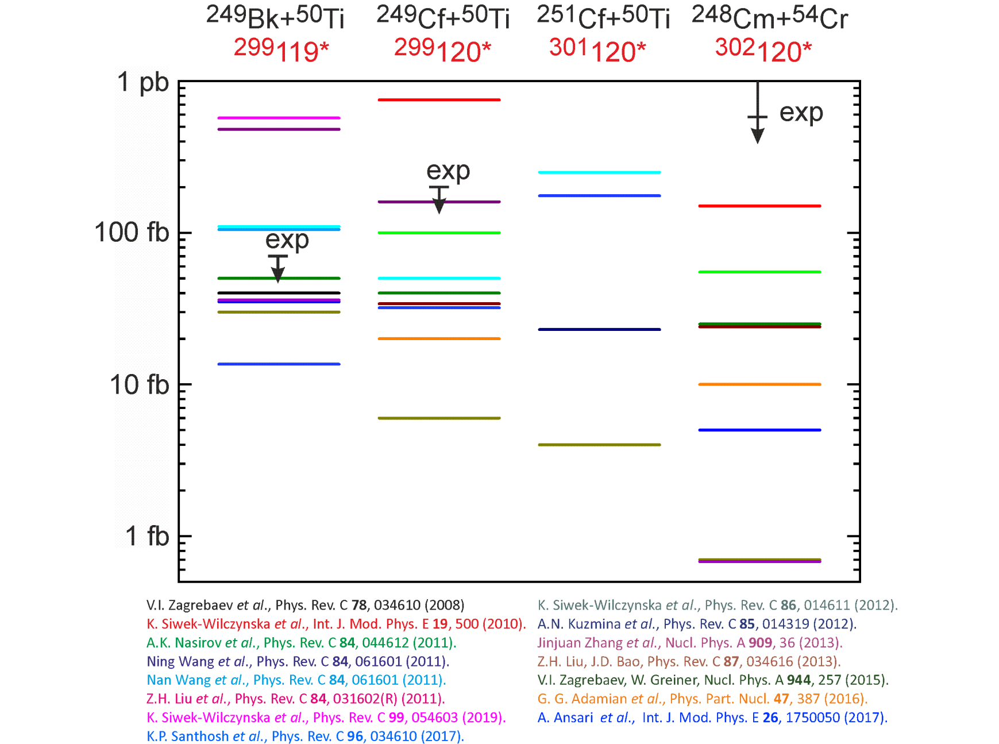 249Bk+50Ti 249Cf+50Ti 251Cf+50Ti 248Cm+54Cr
299119* 299120* 301120* 302120*
1 pb
exp
exp
100 fb
exp
10 fb
1 fb
V.I. Zagrebaev et al., Phys. Rev. C 78, 034610 (2008)
K. Siwek-Wilczynska et al., Int. J. Mod. Phys. E 19, 500 (2010).
A.K. Nasirov et al., Phys. Rev. C 84, 044612 (2011).
Ning Wang et al., Phys. Rev. C 84, 061601 (2011).
Nan Wang et al., Phys. Rev. C 84, 061601 (2011).
Z.H. Liu et al., Phys. Rev. C 84, 031602(R) (2011).
K. Siwek-Wilczynska et al., Phys. Rev. C 99, 054603 (2019).
K.P. Santhosh et al., Phys. Rev. C 96, 034610 (2017).
K. Siwek-Wilczynska et al., Phys. Rev. C 86, 014611 (2012).
A.N. Kuzmina et al., Phys. Rev. C 85, 014319 (2012).
Jinjuan Zhang et al., Nucl. Phys. A 909, 36 (2013).
Z.H. Liu, J.D. Bao, Phys. Rev. C 87, 034616 (2013).
V.I. Zagrebaev, W. Greiner, Nucl. Phys. A 944, 257 (2015).
G. G. Adamian et al., Phys. Part. Nucl. 47, 387 (2016).
A. Ansari et al., Int. J. Mod. Phys. E 26, 1750050 (2017).